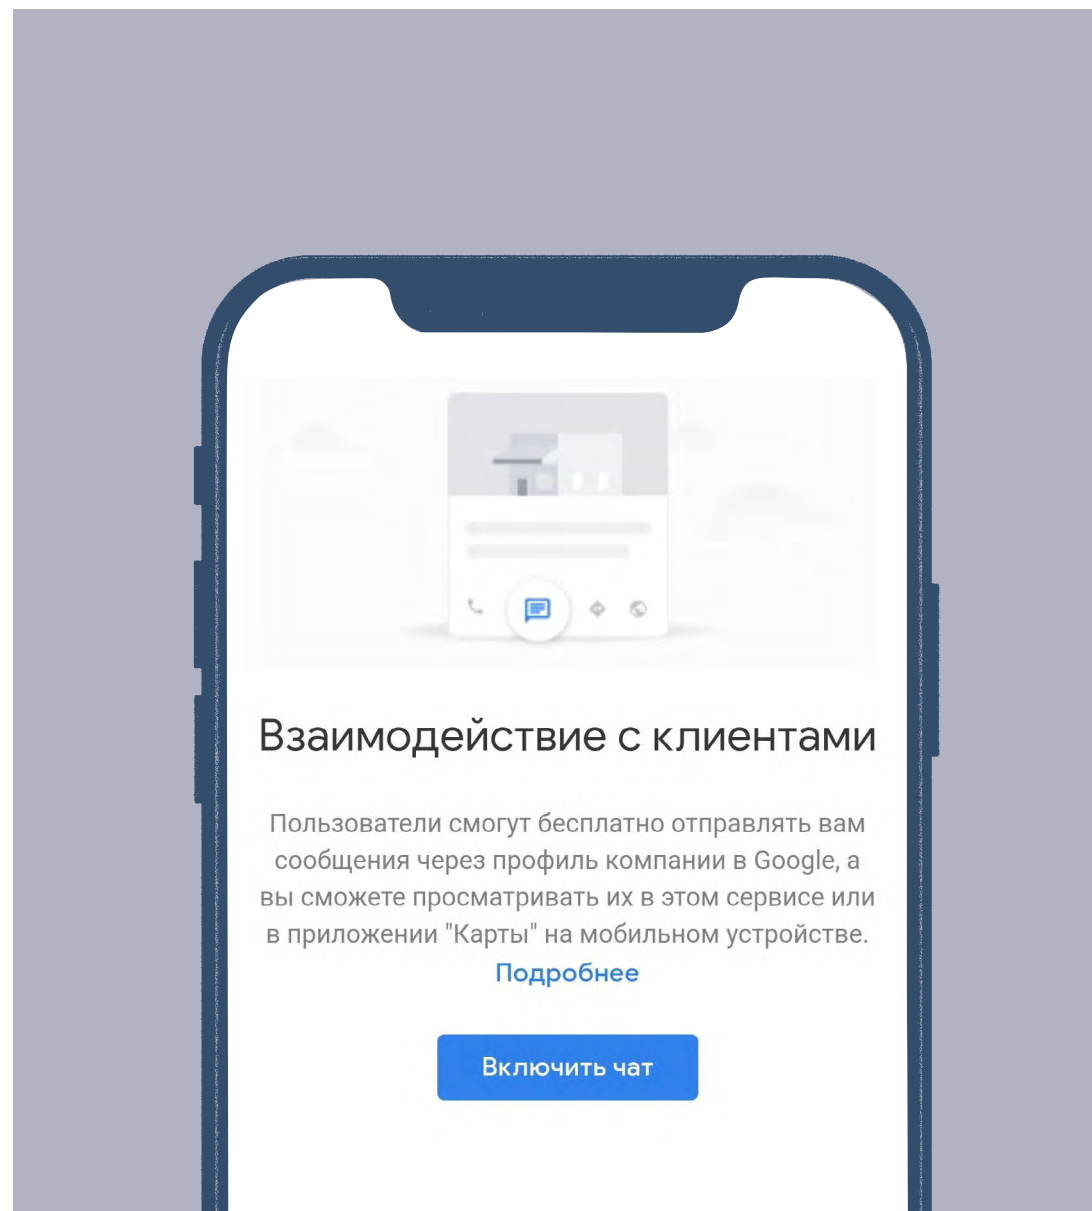 Взаимодействие с клиентами
Пользователи смогут бесплатно отправлять вам
сообщения через профиль компании в Google, а
вы сможете просматривать их в этом сервисе или
в приложении "Карты" на мобильном устройстве.
Подробнее
Включить чат